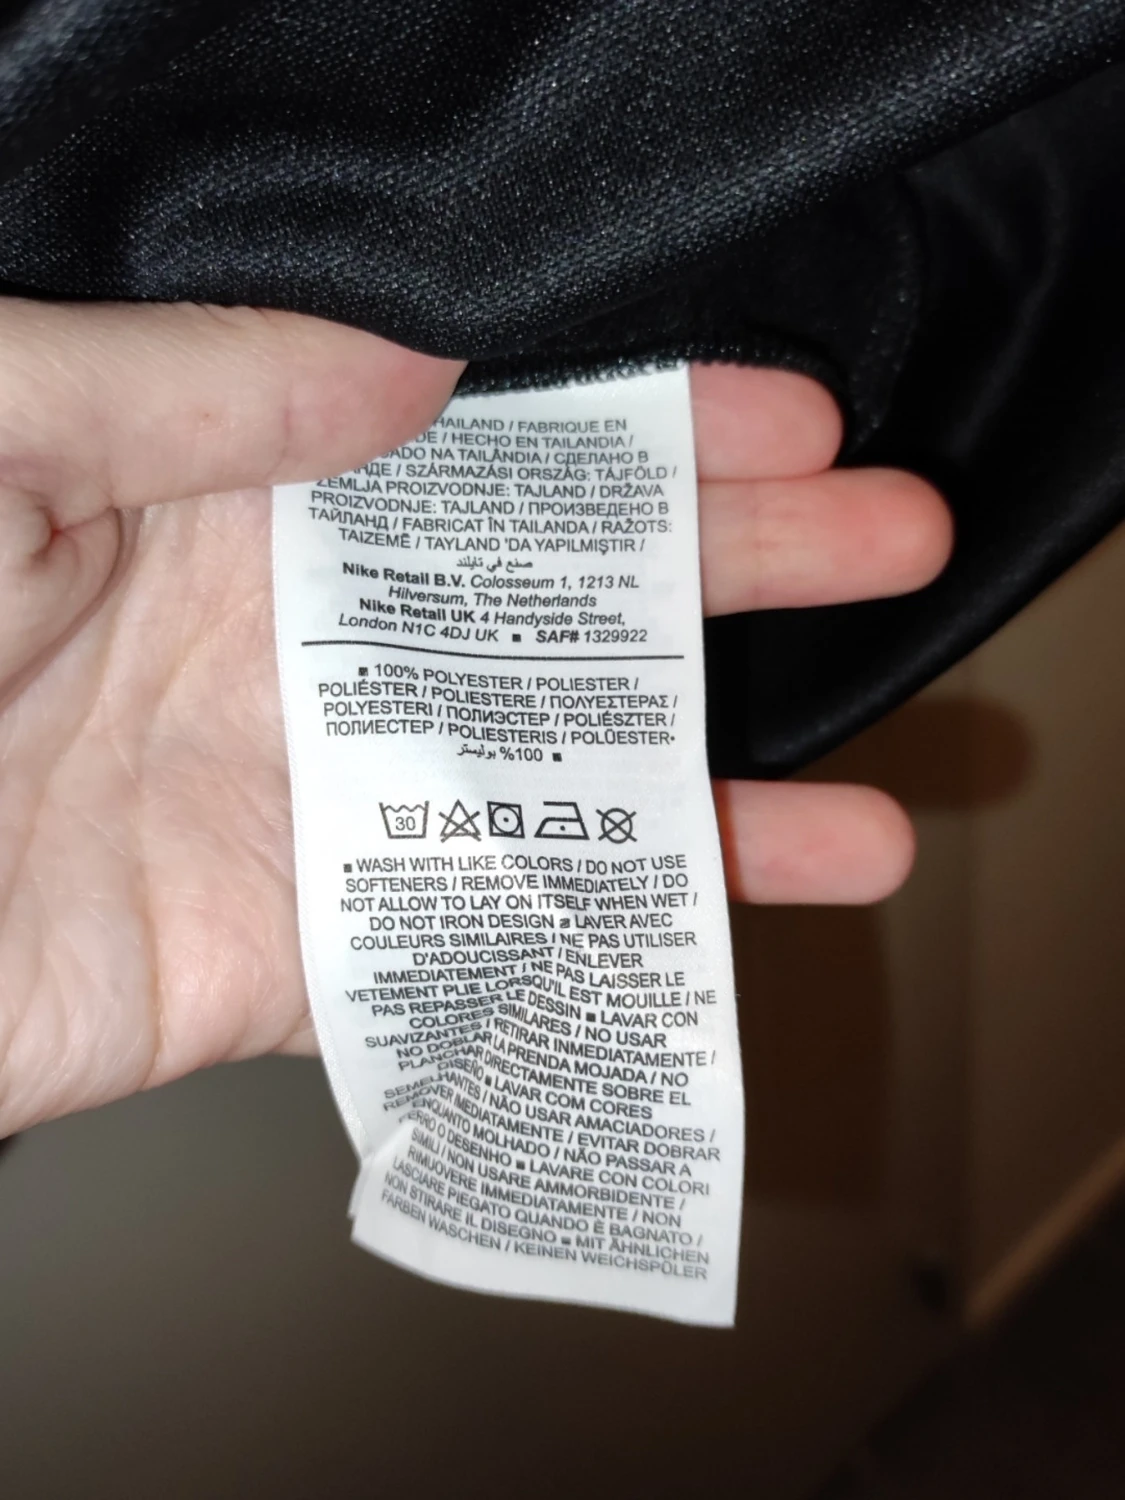 HAILAND / FABRIQUE EN
DE / HECHO EN TAILANDIA /
ADO NA TAILÂNDIA / СДЕЛАНО В
НДЕ / SZÁRMAZÁSI ORSZÁG: TÁJFÖLD /
ZEMLJA PROIZVODNJE: TAJLAND / DRŽAVA
PROIZVODNJE: TAJLAND / ПРОИЗВЕДЕНО В
ТАЙЛАНД / FABRICAT ÎN TAILANDA / RAŽOTS:
TAIZEMĒ / TAYLAND 'DA YAPILMIŞTIR /
صنع في تايلند
Nike Retail B.V. Colosseum 1, 1213 NL
Hilversum, The Netherlands
Nike Retail UK 4 Handyside Street,
London N1C 4DJ UK ■ SAF# 1329922
■ 100% POLYESTER / POLIESTER /
POLIÉSTER / POLIESTERE / ΠΟΛΥΕΣΤΕΡΑΣ /
POLYESTERI / ПОЛИЭСТЕР / POLIÉSZTER /
ПОЛИЕСТЕР / POLIESTERIS / POLÜESTER•
100% بوليستر ■
30
■ WASH WITH LIKE COLORS / DO NOT USE
SOFTENERS / REMOVE IMMEDIATELY / DO
NOT ALLOW TO LAY ON ITSELF WHEN WET /
DO NOT IRON DESIGN ■ LAVER AVEC
COULEURS SIMILAIRES / NE PAS UTILISER
D'ADOUCISSANT / ENLEVER
IMMEDIATEMENT / NE PAS LAISSER LE
VETEMENT PLIE LORSQU'IL EST MOUILLE / NE
PAS REPASSER LE DESSIN ■ LAVAR CON
COLORES SIMILARES / NO USAR
SUAVIZANTES / RETIRAR INMEDIATAMENTE /
NO DOBLAR LA PRENDA MOJADA / NO
PLANCHAR DIRECTAMENTE SOBRE EL
DISEÑO ■ LAVAR COM CORES
SEMELHANTES / NÃO USAR AMACIADORES /
REMOVER IMEDIATAMENTE / EVITAR DOBRAR
ENQUANTO MOLHADO / NÃO PASSAR A
FERRO O DESENHO ■ LAVARE CON COLORI
SIMILI / NON USARE AMMORBIDENTE /
RIMUOVERE IMMEDIATAMENTE / NON
LASCIARE PIEGATO QUANDO È BAGNATO /
NON STIRARE IL DISEGNO ■ MIT ÄHNLICHEN
FARBEN WASCHEN / KEINEN WEICHSPÜLER